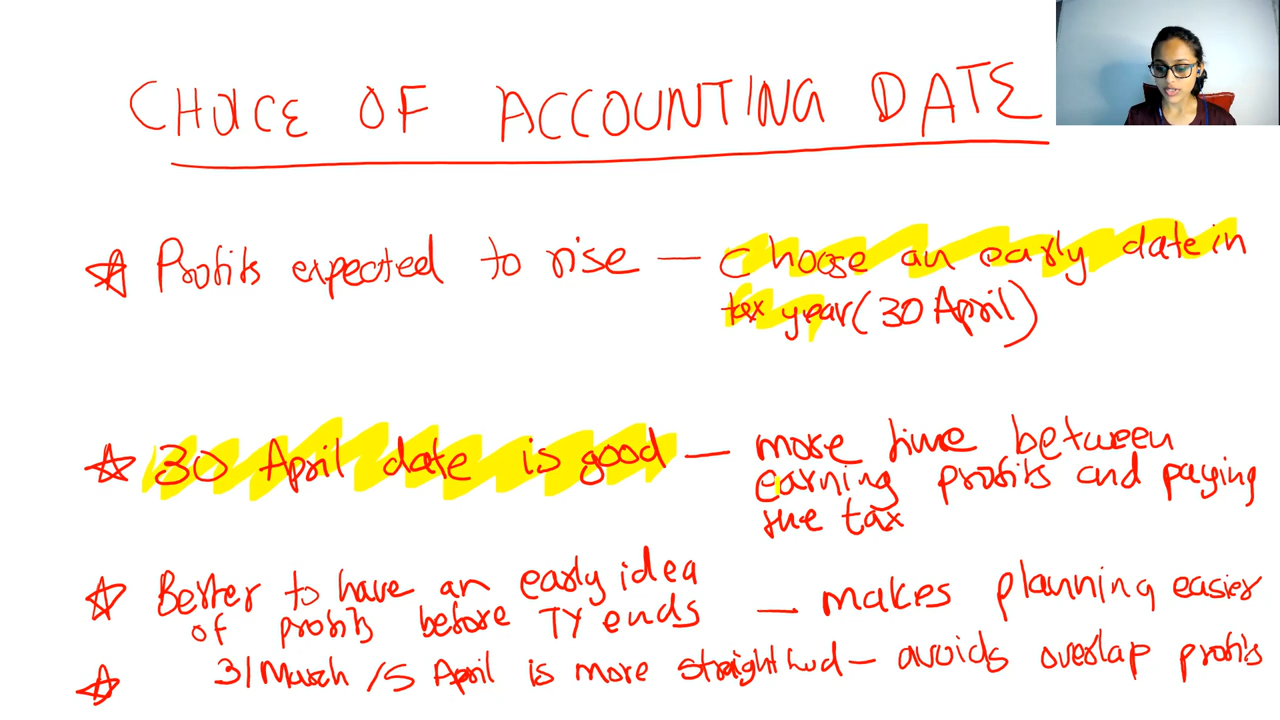 CHOICE OF ACCOUNTING DATE
☆ Profits expected to rise — Choose an early date in
tax year (30 April)
☆ 30 April date is good — more time between
earning profits and paying
the tax
☆ Better to have an early idea
of profits before TY ends — makes planning easier
☆ 31 March /5 April is more straightfwd — avoids overlap profits